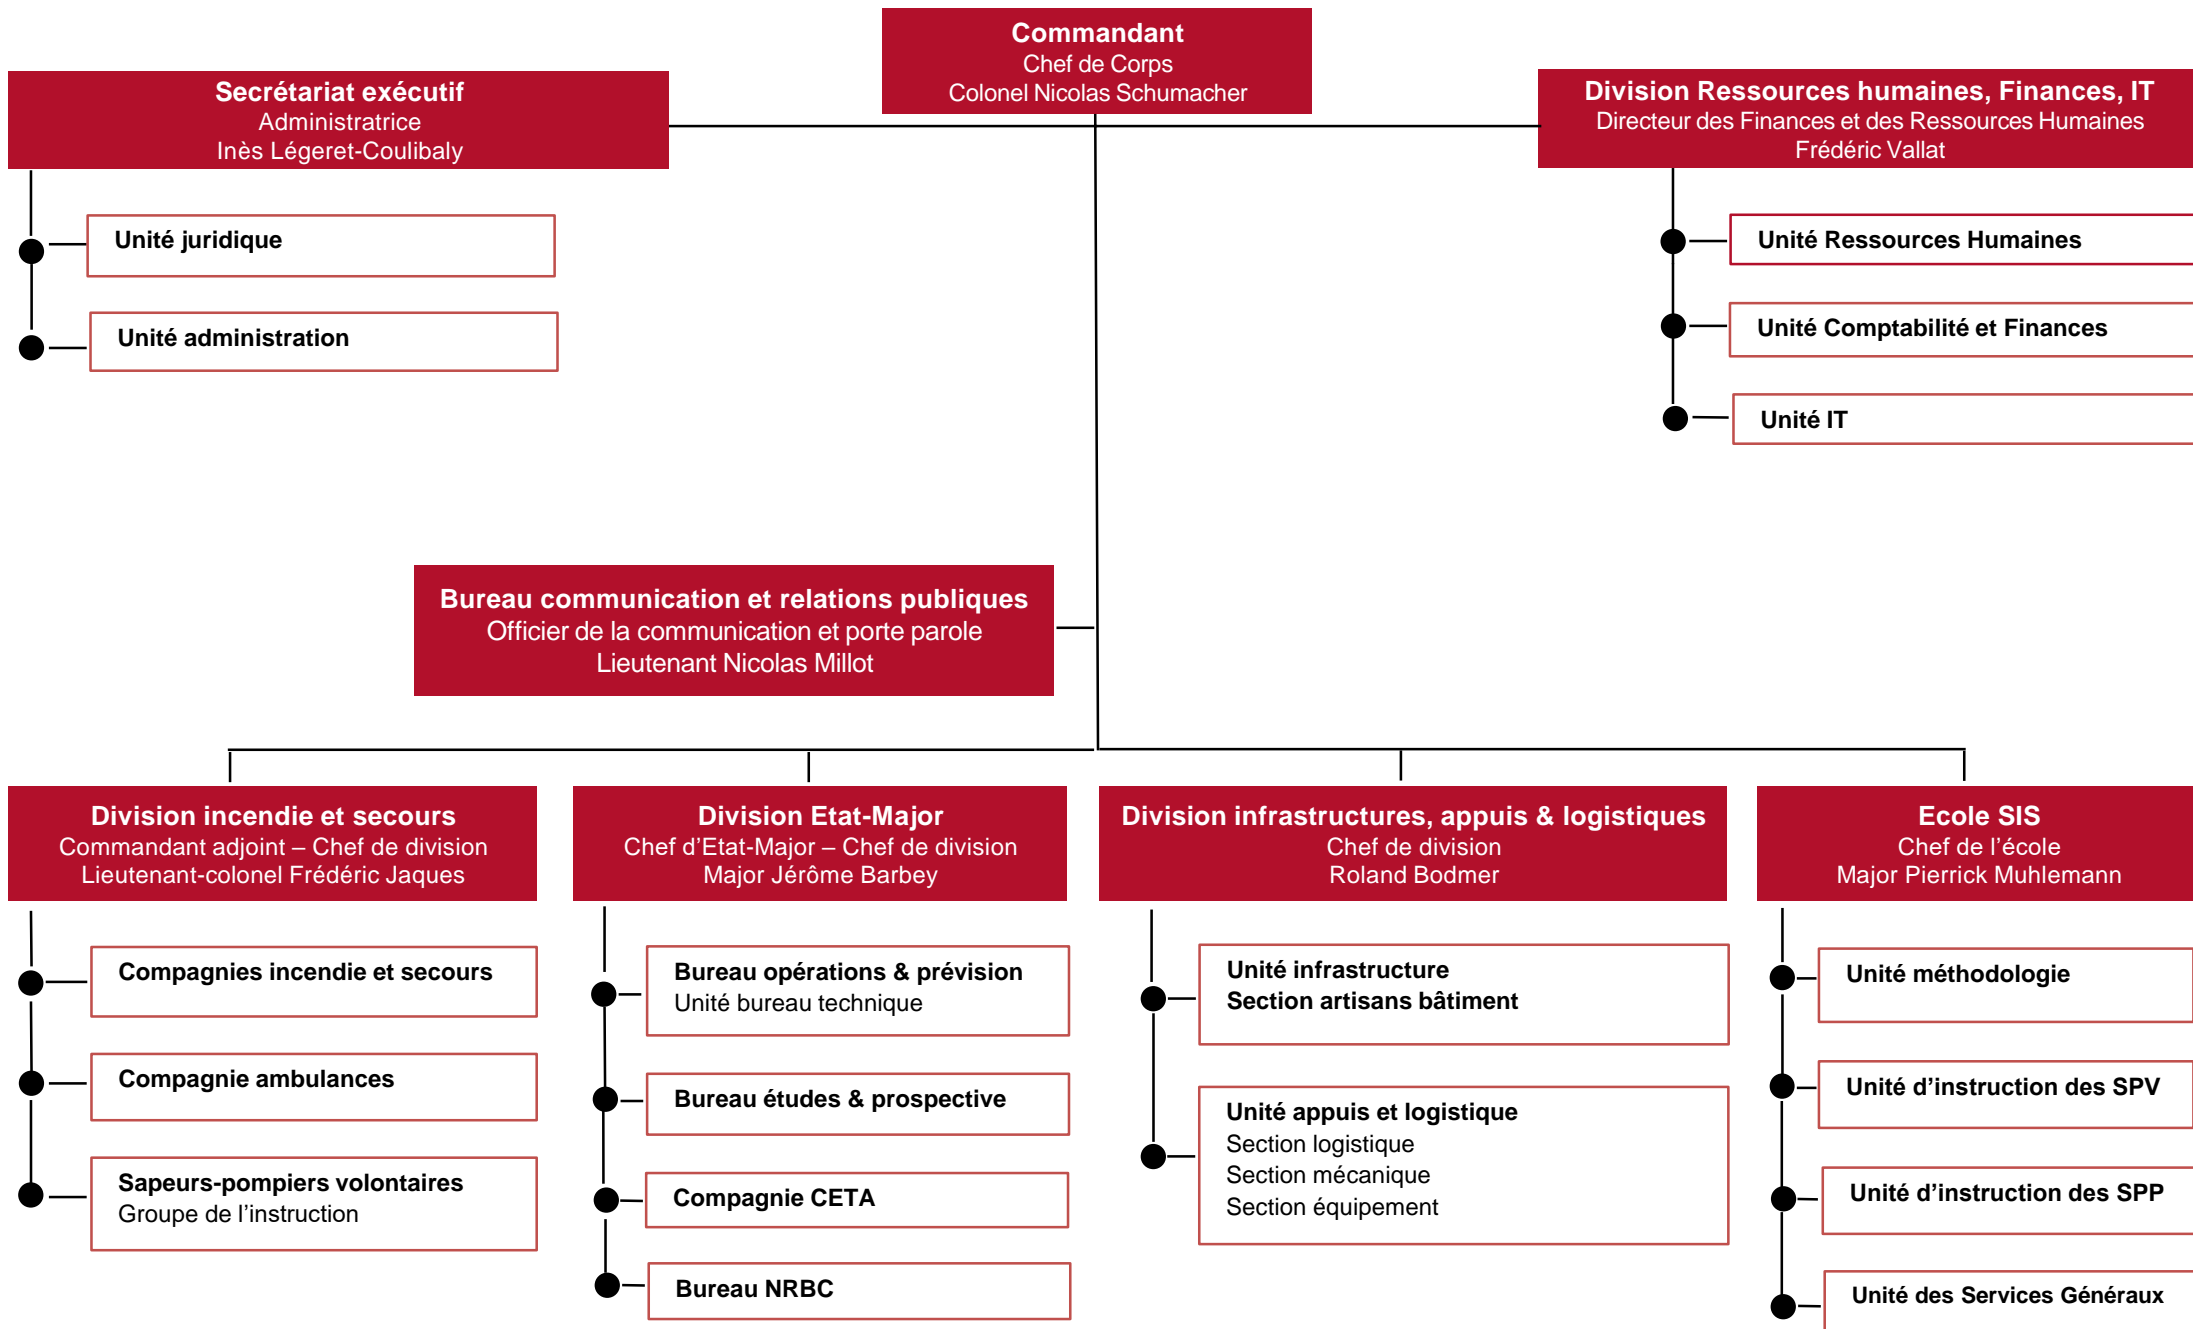 Commandant
Chef de Corps
Colonel Nicolas Schumacher
Secrétariat exécutif
Administratrice
Inès Légeret-Coulibaly
Division Ressources humaines, Finances, IT
Directeur des Finances et des Ressources Humaines
Frédéric Vallat
Unité juridique
Unité administration
Unité Ressources Humaines
Unité Comptabilité et Finances
Unité IT
Bureau communication et relations publiques
Officier de la communication et porte parole
Lieutenant Nicolas Millot
Division incendie et secours
Commandant adjoint – Chef de division
Lieutenant-colonel Frédéric Jaques
Compagnies incendie et secours
Compagnie ambulances
Sapeurs-pompiers volontaires
Groupe de l’instruction
Division Etat-Major
Chef d’Etat-Major – Chef de division
Major Jérôme Barbey
Bureau opérations & prévision
Unité bureau technique
Bureau études & prospective
Compagnie CETA
Bureau NRBC
Division infrastructures, appuis & logistiques
Chef de division
Roland Bodmer
Unité infrastructure
Section artisans bâtiment
Unité appuis et logistique
Section logistique
Section mécanique
Section équipement
Ecole SIS
Chef de l’école
Major Pierrick Muhlemann
Unité méthodologie
Unité d’instruction des SPV
Unité d’instruction des SPP
Unité des Services Généraux